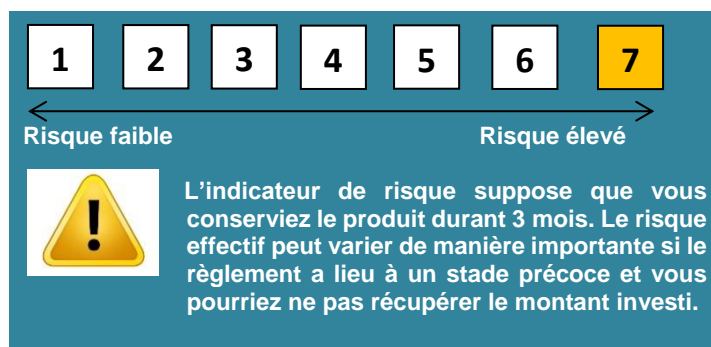 1 2 3 4 5 6 7
Risque faible Risque élevé
L'indicateur de risque suppose que vous
conserviez le produit durant 3 mois. Le risque
effectif peut varier de manière importante si le
règlement a lieu à un stade précoce et vous
pourriez ne pas récupérer le montant investi.